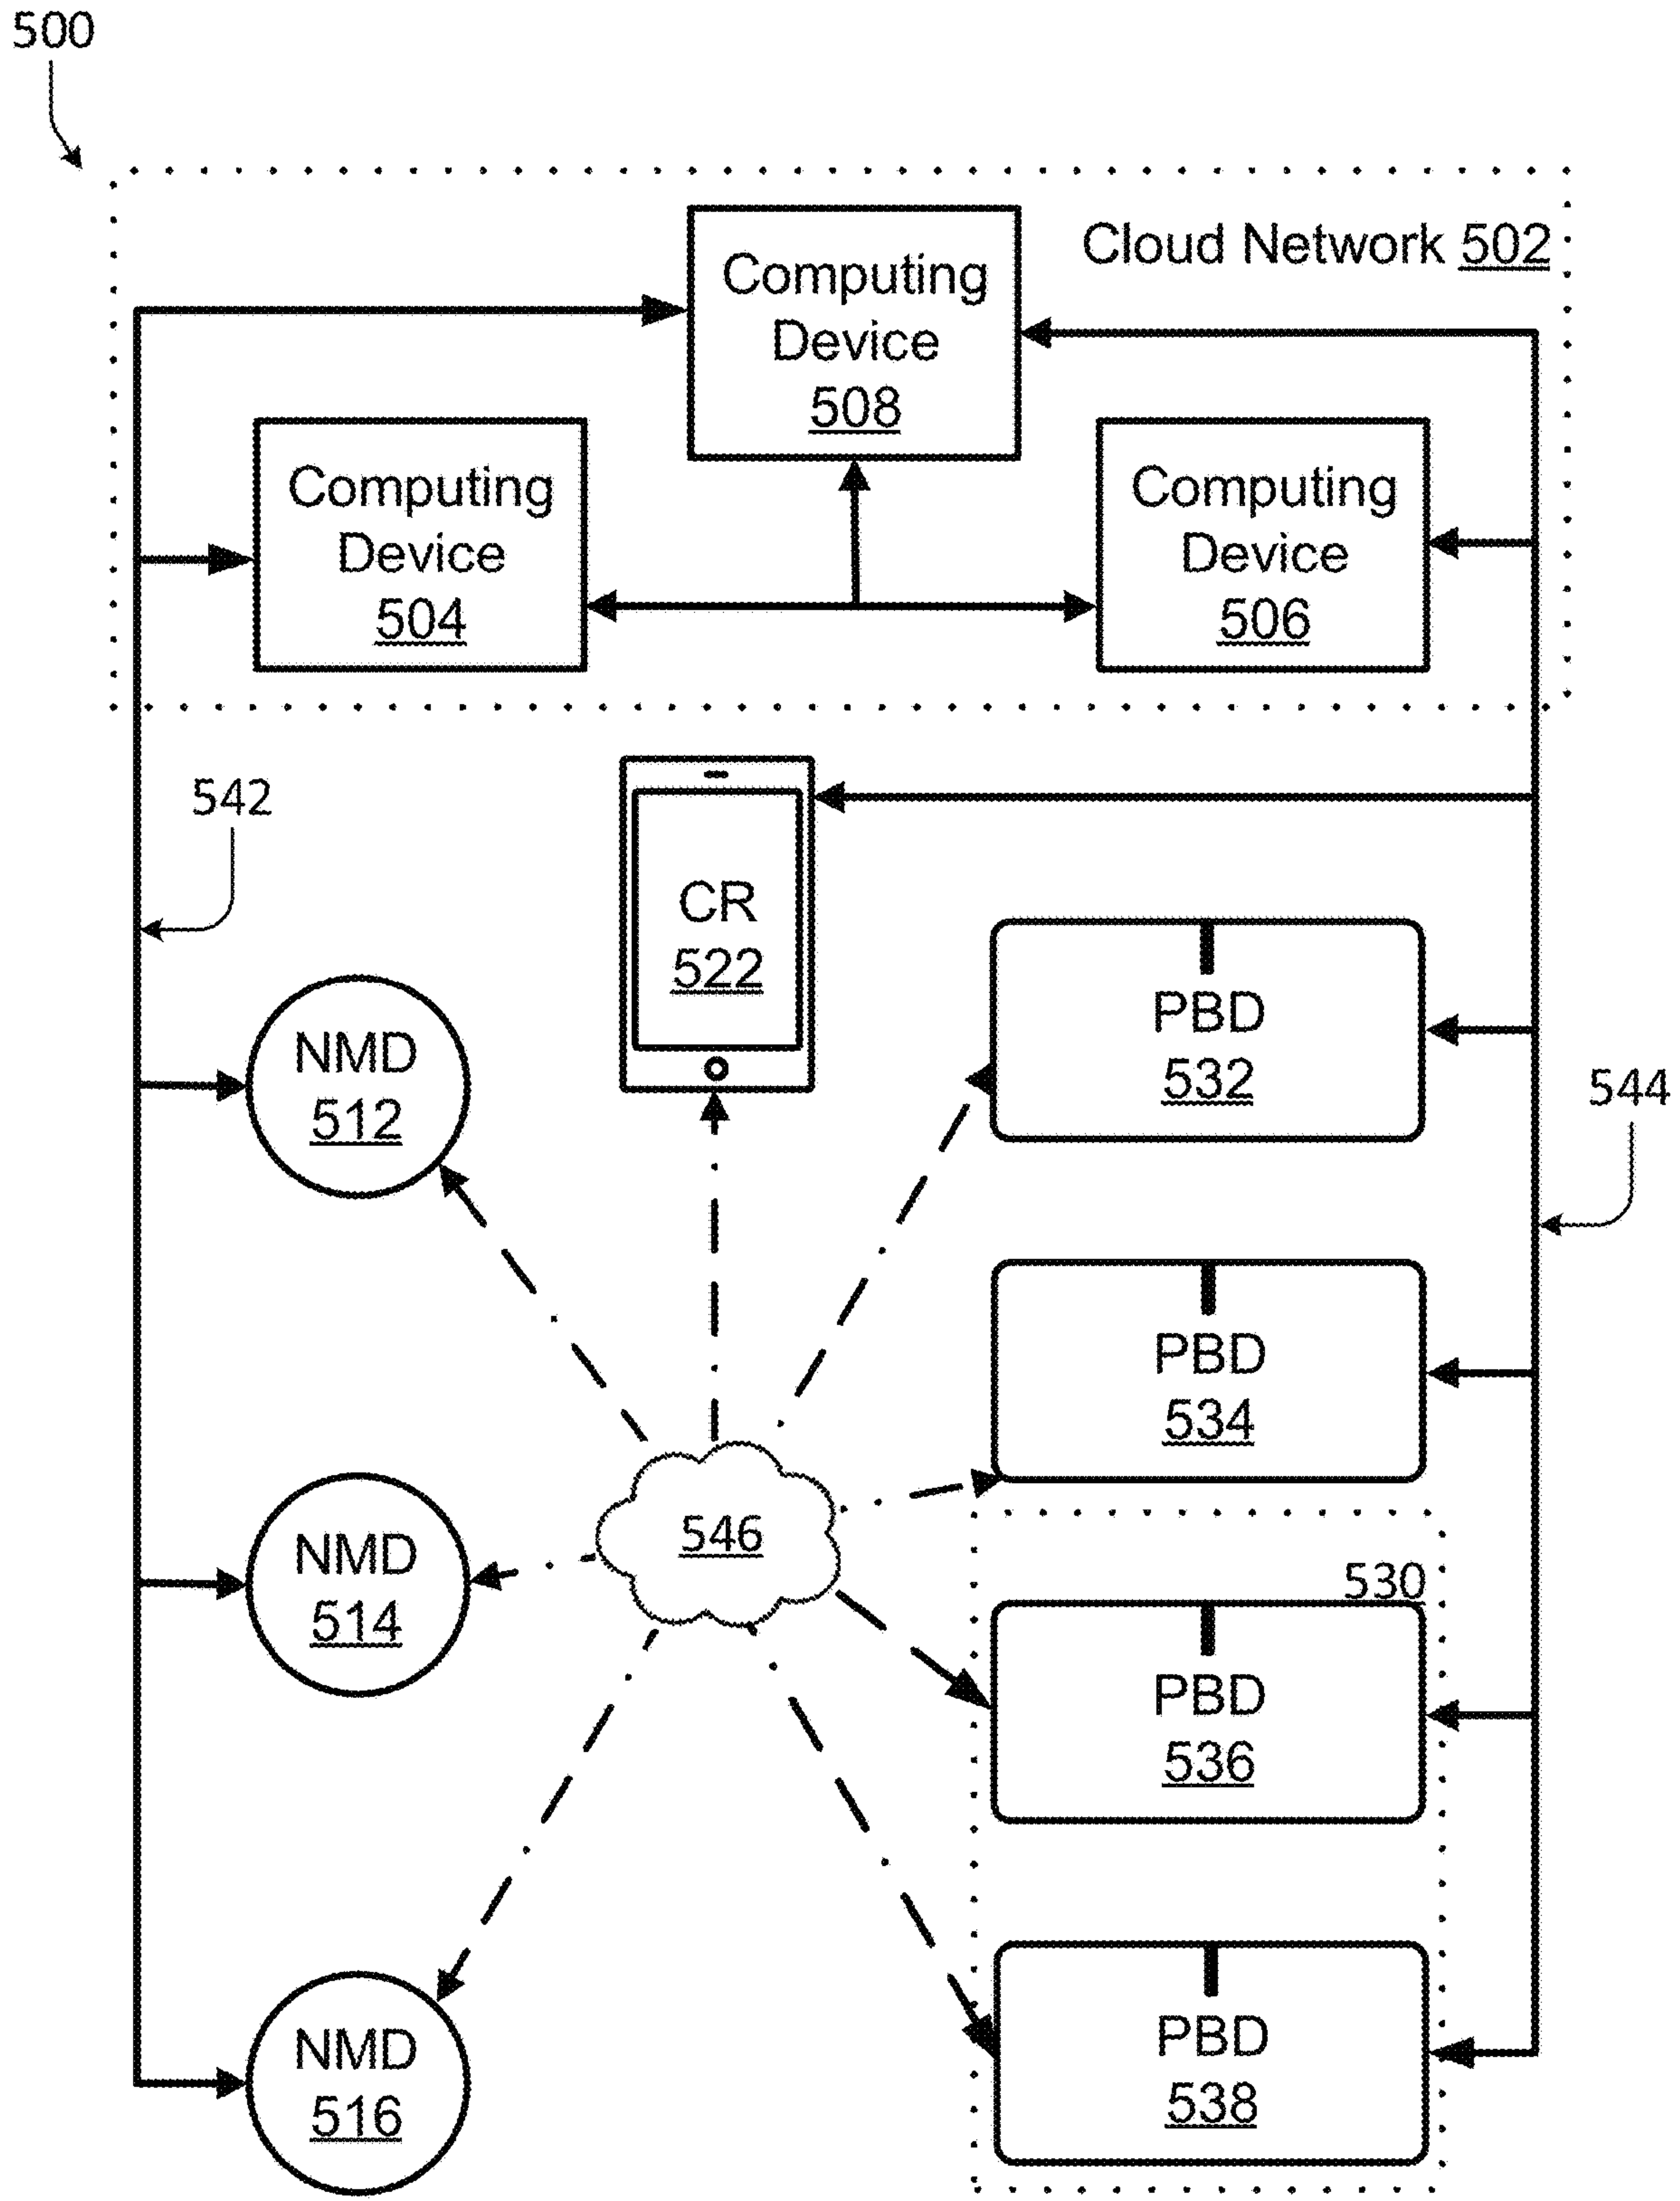 500
Cloud Network 502
Computing
Device
508
Computing
Device
504
Computing
Device
506
542
CR
522
NMD
512
PBD
532
544
PBD
534
NMD
514
546
530
PBD
536
NMD
516
PBD
538